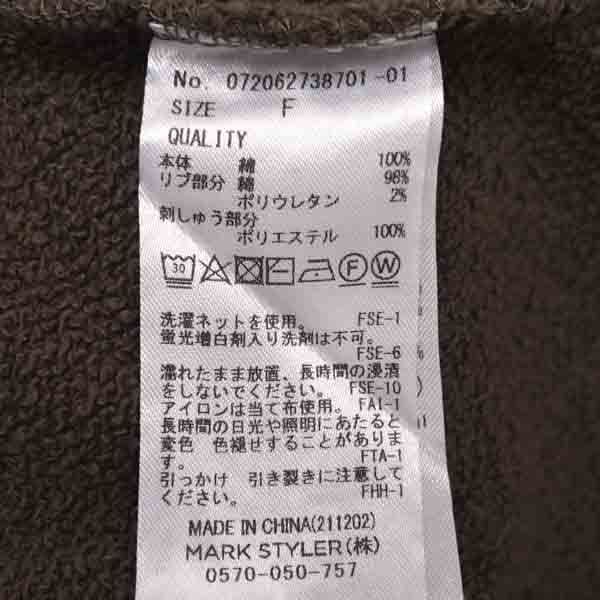 No. 072062738701-01
SIZE F
QUALITY
本体 綿 100%
リブ部分 綿 98%
ポリウレタン 2%
刺しゅう部分
ポリエステル 100%
30 F W
洗濯ネットを使用。 FSE-1
蛍光増白剤入り洗剤は不可。
FSE-6
濡れたまま放置、長時間の浸漬
をしないでください。 FSE-10
アイロンは当て布使用。FAI-1
長時間の日光や照明にあたると
変色 色褪せすることがありま
す。 FTA-1
引っかけ 引き裂きに注意して
ください。 FHH-1
MADE IN CHINA(211202)
MARK STYLER(株)
0570-050-757